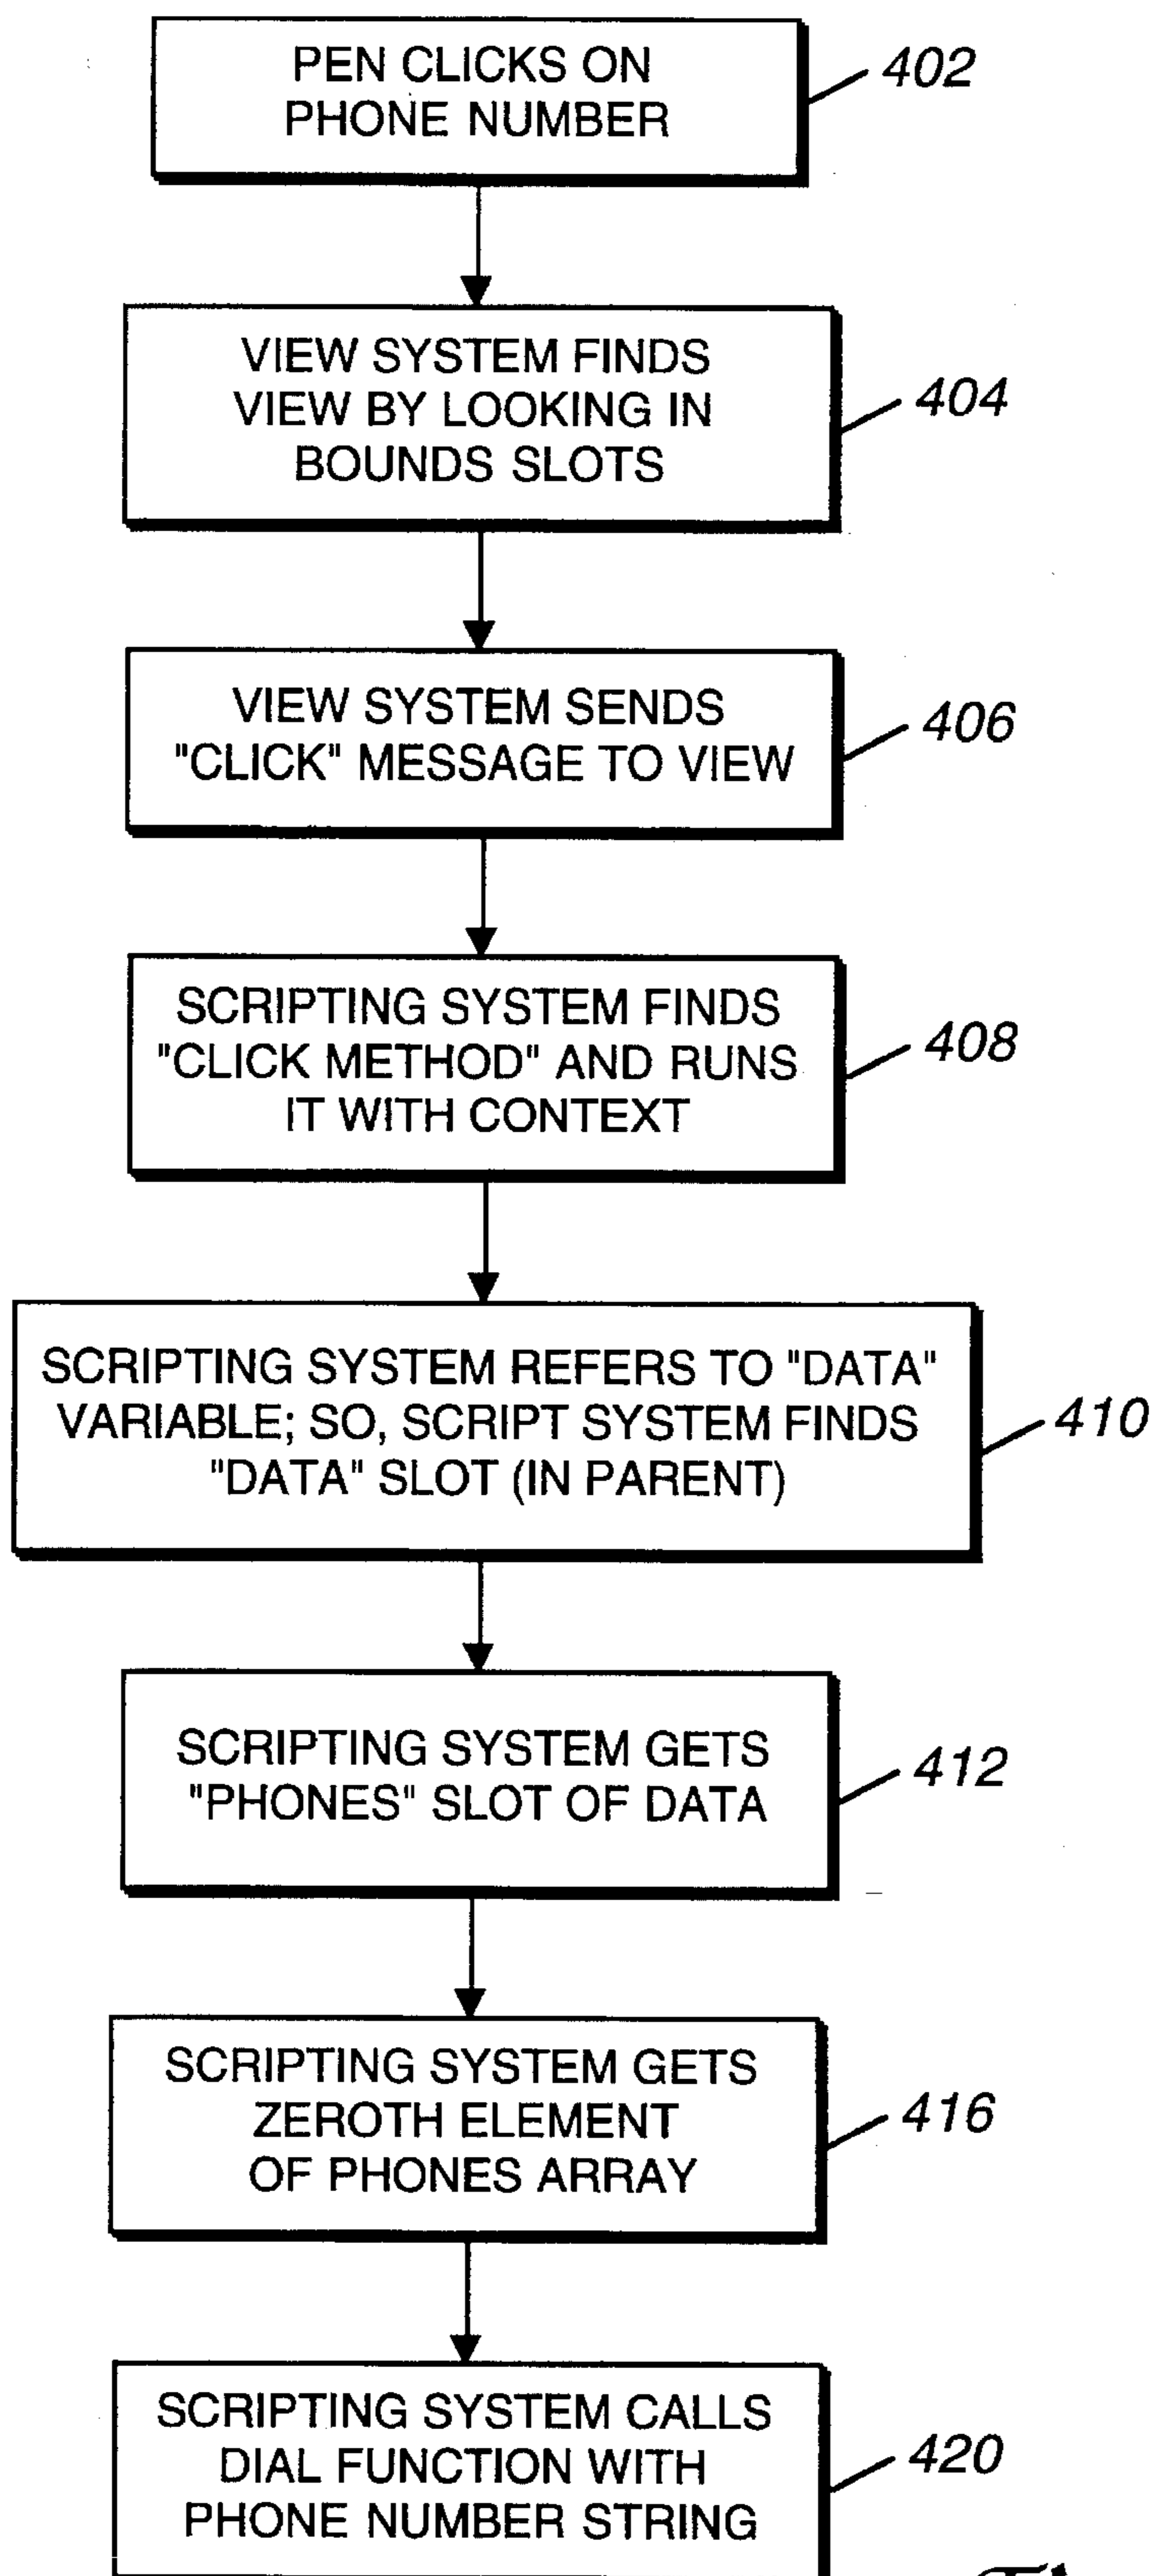 PEN CLICKS ON
PHONE NUMBER
402
VIEW SYSTEM FINDS
VIEW BY LOOKING IN
BOUNDS SLOTS
404
VIEW SYSTEM SENDS
"CLICK" MESSAGE TO VIEW
406
SCRIPTING SYSTEM FINDS
"CLICK METHOD" AND RUNS
IT WITH CONTEXT
408
SCRIPTING SYSTEM REFERS TO "DATA"
VARIABLE; SO, SCRIPT SYSTEM FINDS
"DATA" SLOT (IN PARENT)
410
SCRIPTING SYSTEM GETS
"PHONES" SLOT OF DATA
412
SCRIPTING SYSTEM GETS
ZEROTH ELEMENT
OF PHONES ARRAY
416
SCRIPTING SYSTEM CALLS
DIAL FUNCTION WITH
PHONE NUMBER STRING
420